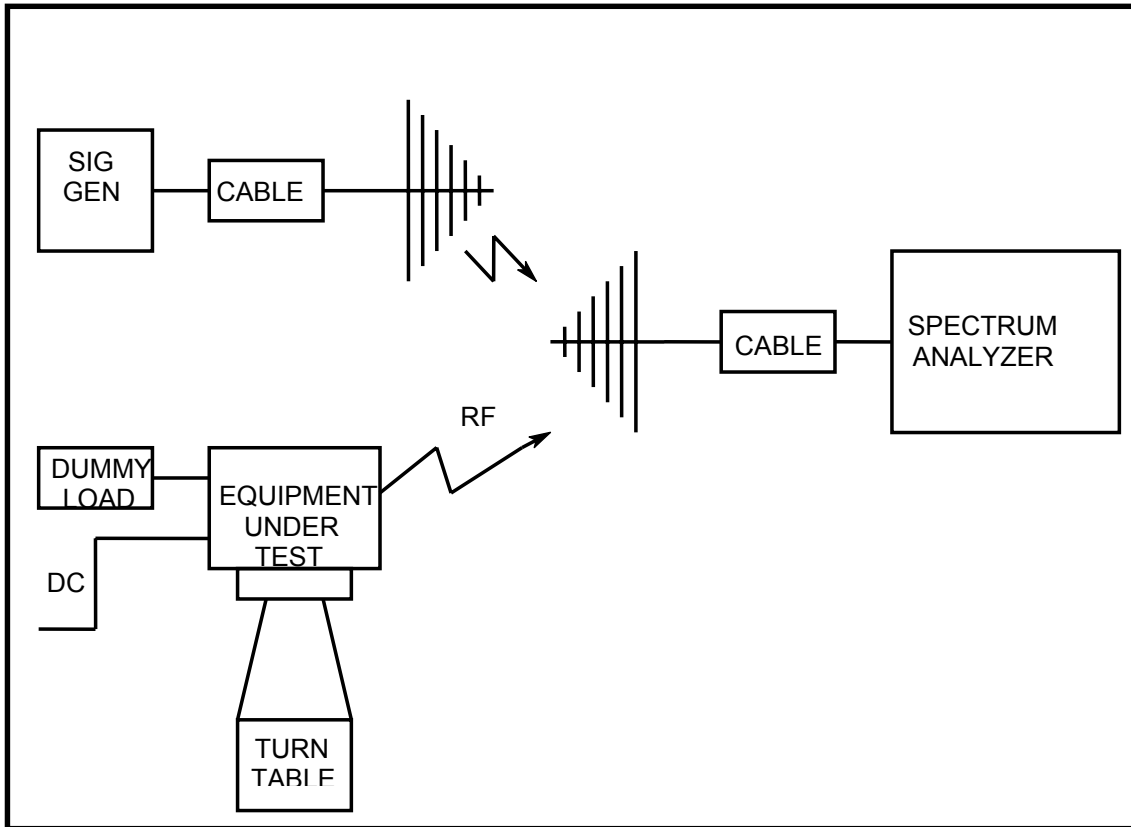 SIG
GEN
CABLE
CABLE
SPECTRUM
ANALYZER
RF
DUMMY
LOAD
EQUIPMENT
UNDER
TEST
DC
TURN
TABLE